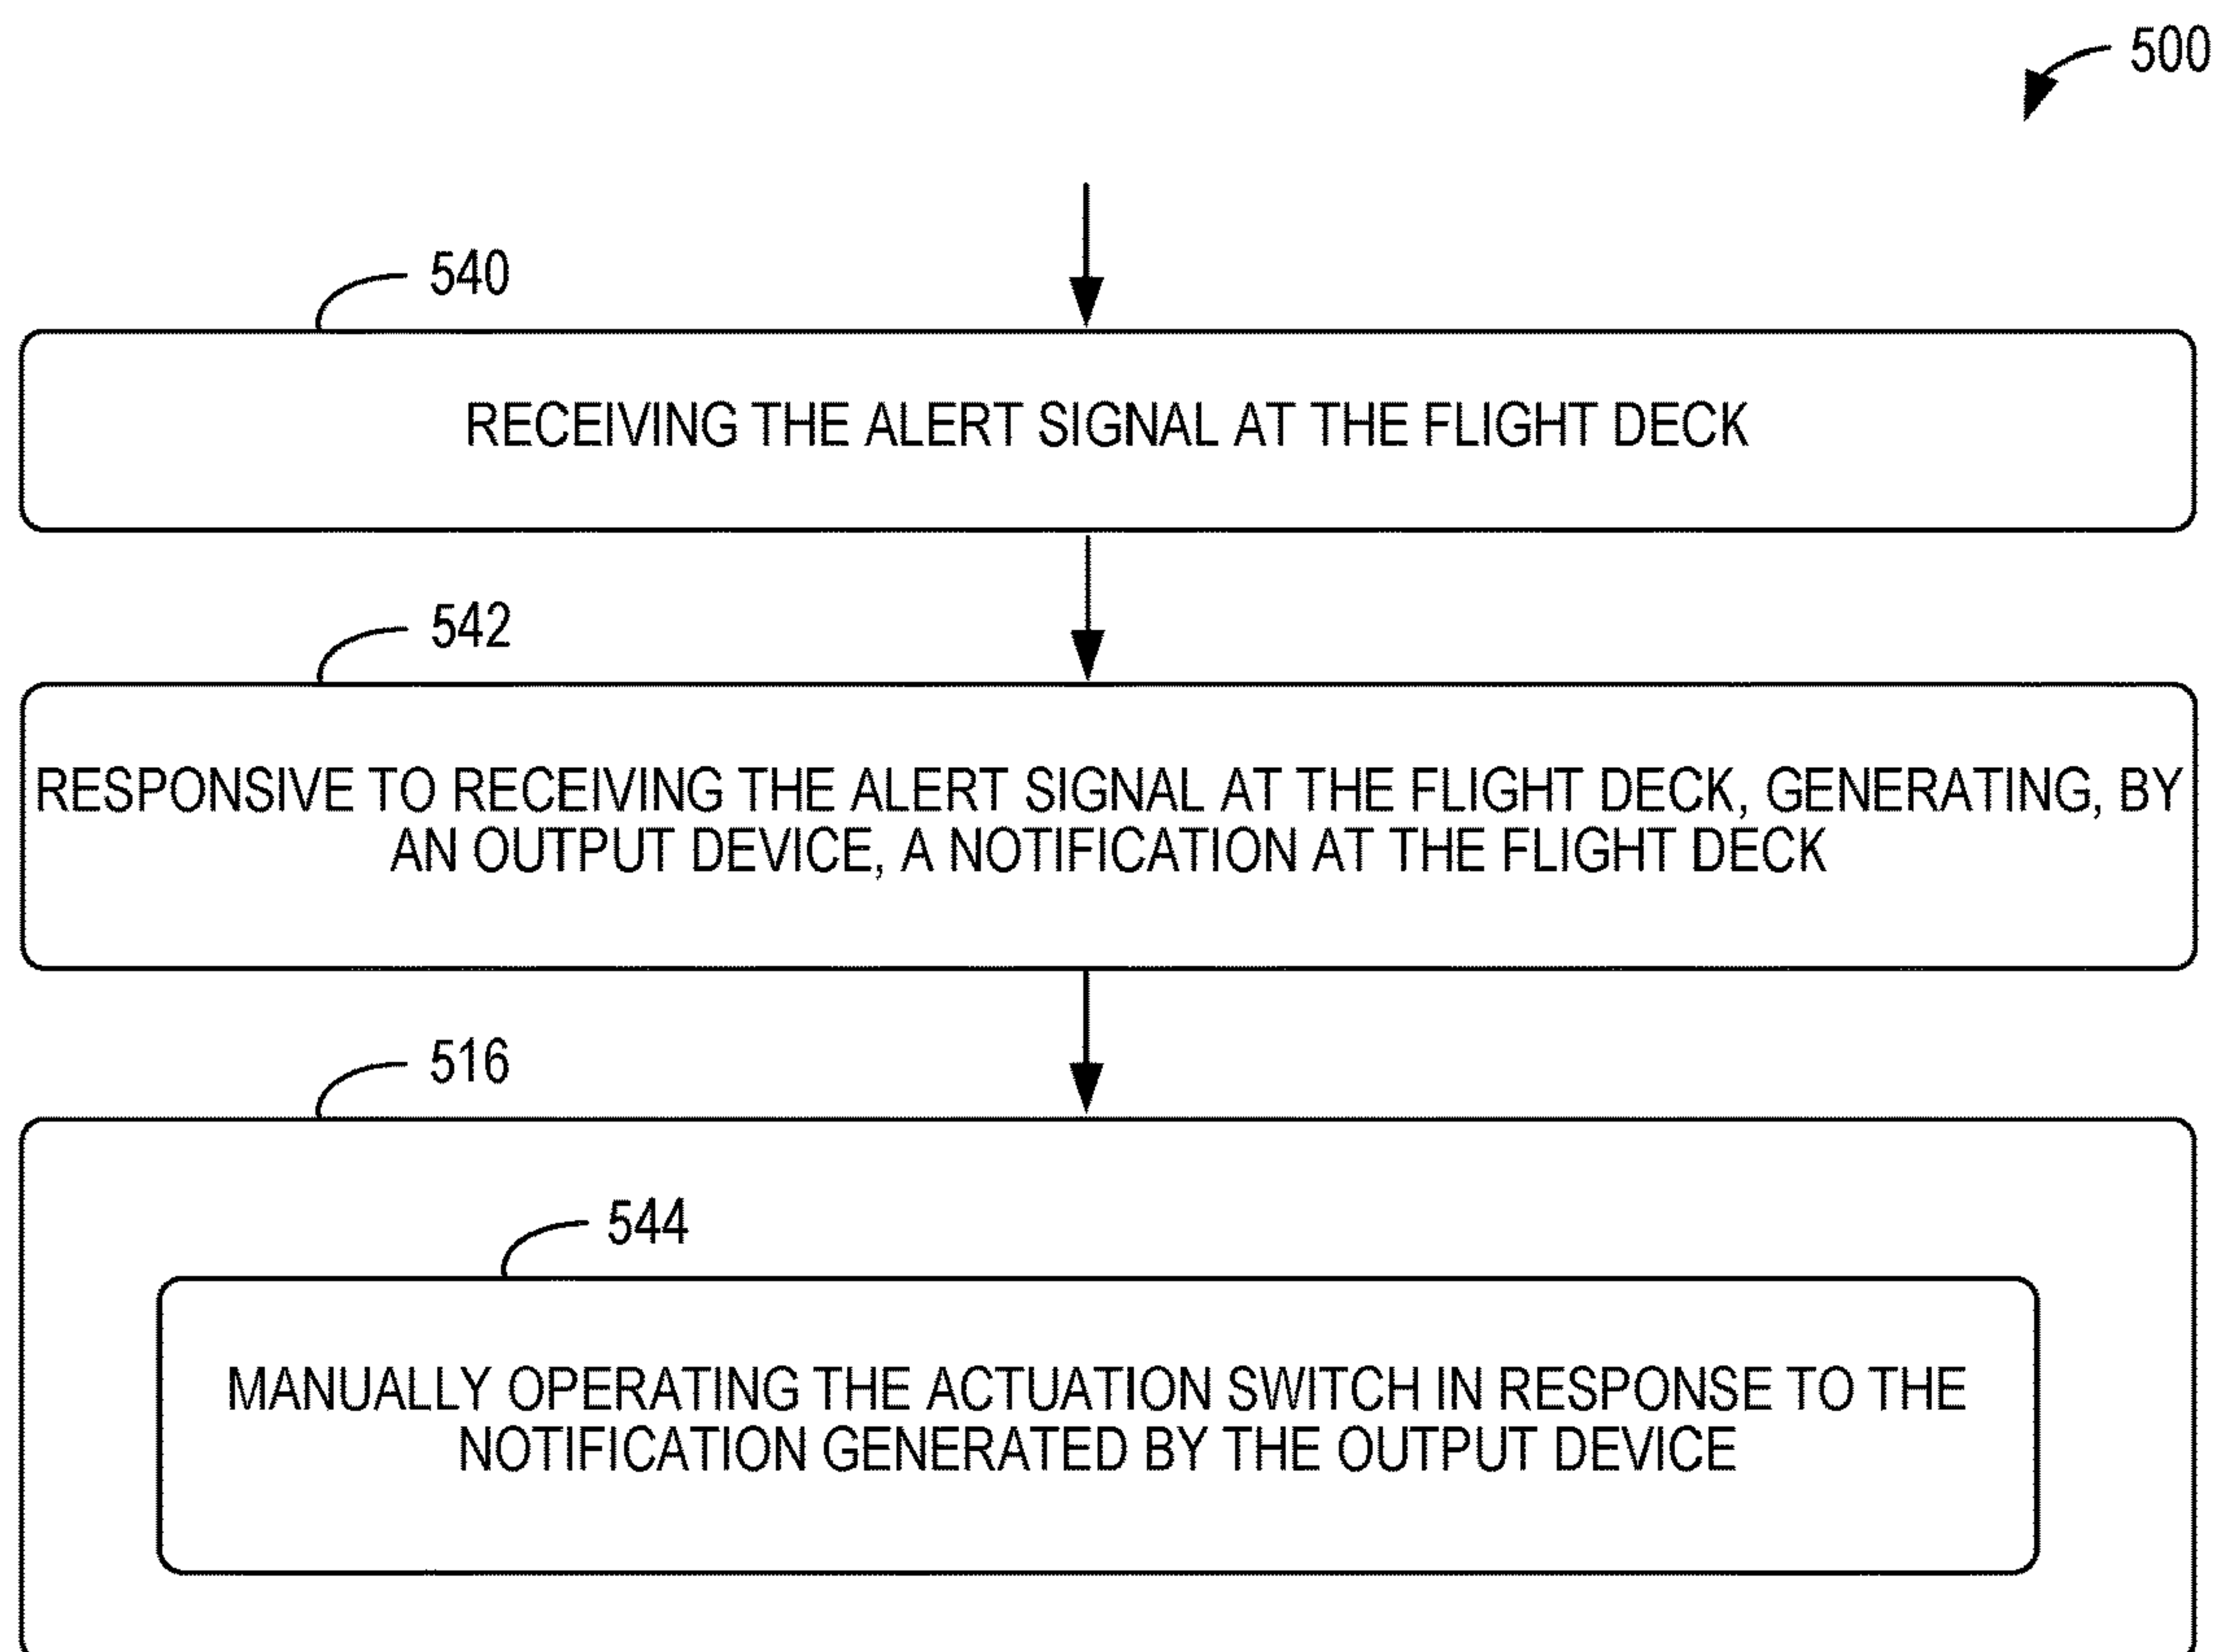 500
540
RECEIVING THE ALERT SIGNAL AT THE FLIGHT DECK
542
RESPONSIVE TO RECEIVING THE ALERT SIGNAL AT THE FLIGHT DECK, GENERATING, BY
AN OUTPUT DEVICE, A NOTIFICATION AT THE FLIGHT DECK
516
544
MANUALLY OPERATING THE ACTUATION SWITCH IN RESPONSE TO THE
NOTIFICATION GENERATED BY THE OUTPUT DEVICE